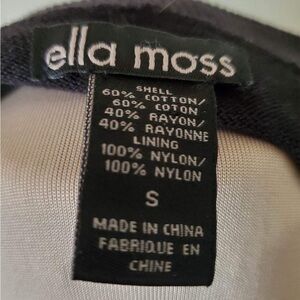 ella moss
SHELL
60% COTTON/
60% COTON
40% RAYON/
40% RAYONNE
LINING
100% NYLON/
100% NYLON
S
MADE IN CHINA
FABRIQUE EN
CHINE